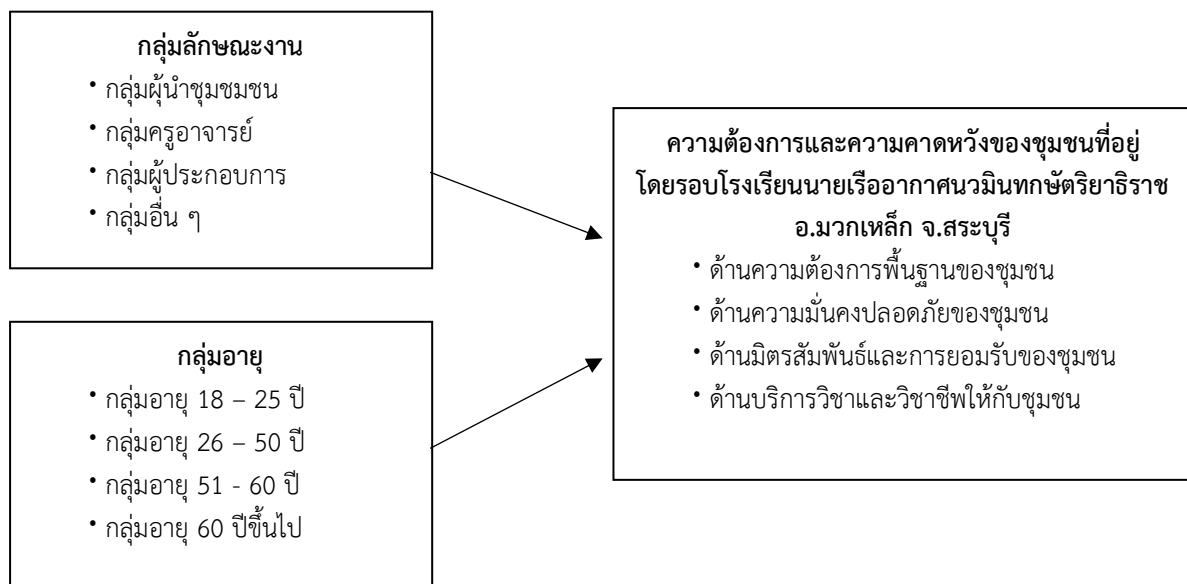 กลุ่มลักษณะงาน
• กลุ่มผู้นำชุมชมชน
• กลุ่มครูอาจารย์
• กลุ่มผู้ประกอบการ
• กลุ่มอื่น ๆ
กลุ่มอายุ
• กลุ่มอายุ 18 – 25 ปี
• กลุ่มอายุ 26 – 50 ปี
• กลุ่มอายุ 51 - 60 ปี
• กลุ่มอายุ 60 ปีขึ้นไป
ความต้องการและความคาดหวังของชุมชนที่อยู่
โดยรอบโรงเรียนนายเรืออากาศนวมินทกษัตริยาธิราช
อ.มวกเหล็ก จ.สระบุรี
• ด้านความต้องการพื้นฐานของชุมชน
• ด้านความมั่นคงปลอดภัยของชุมชน
• ด้านมิตรสัมพันธ์และการยอมรับของชุมชน
• ด้านบริการวิชาและวิชาชีพให้กับชุมชน